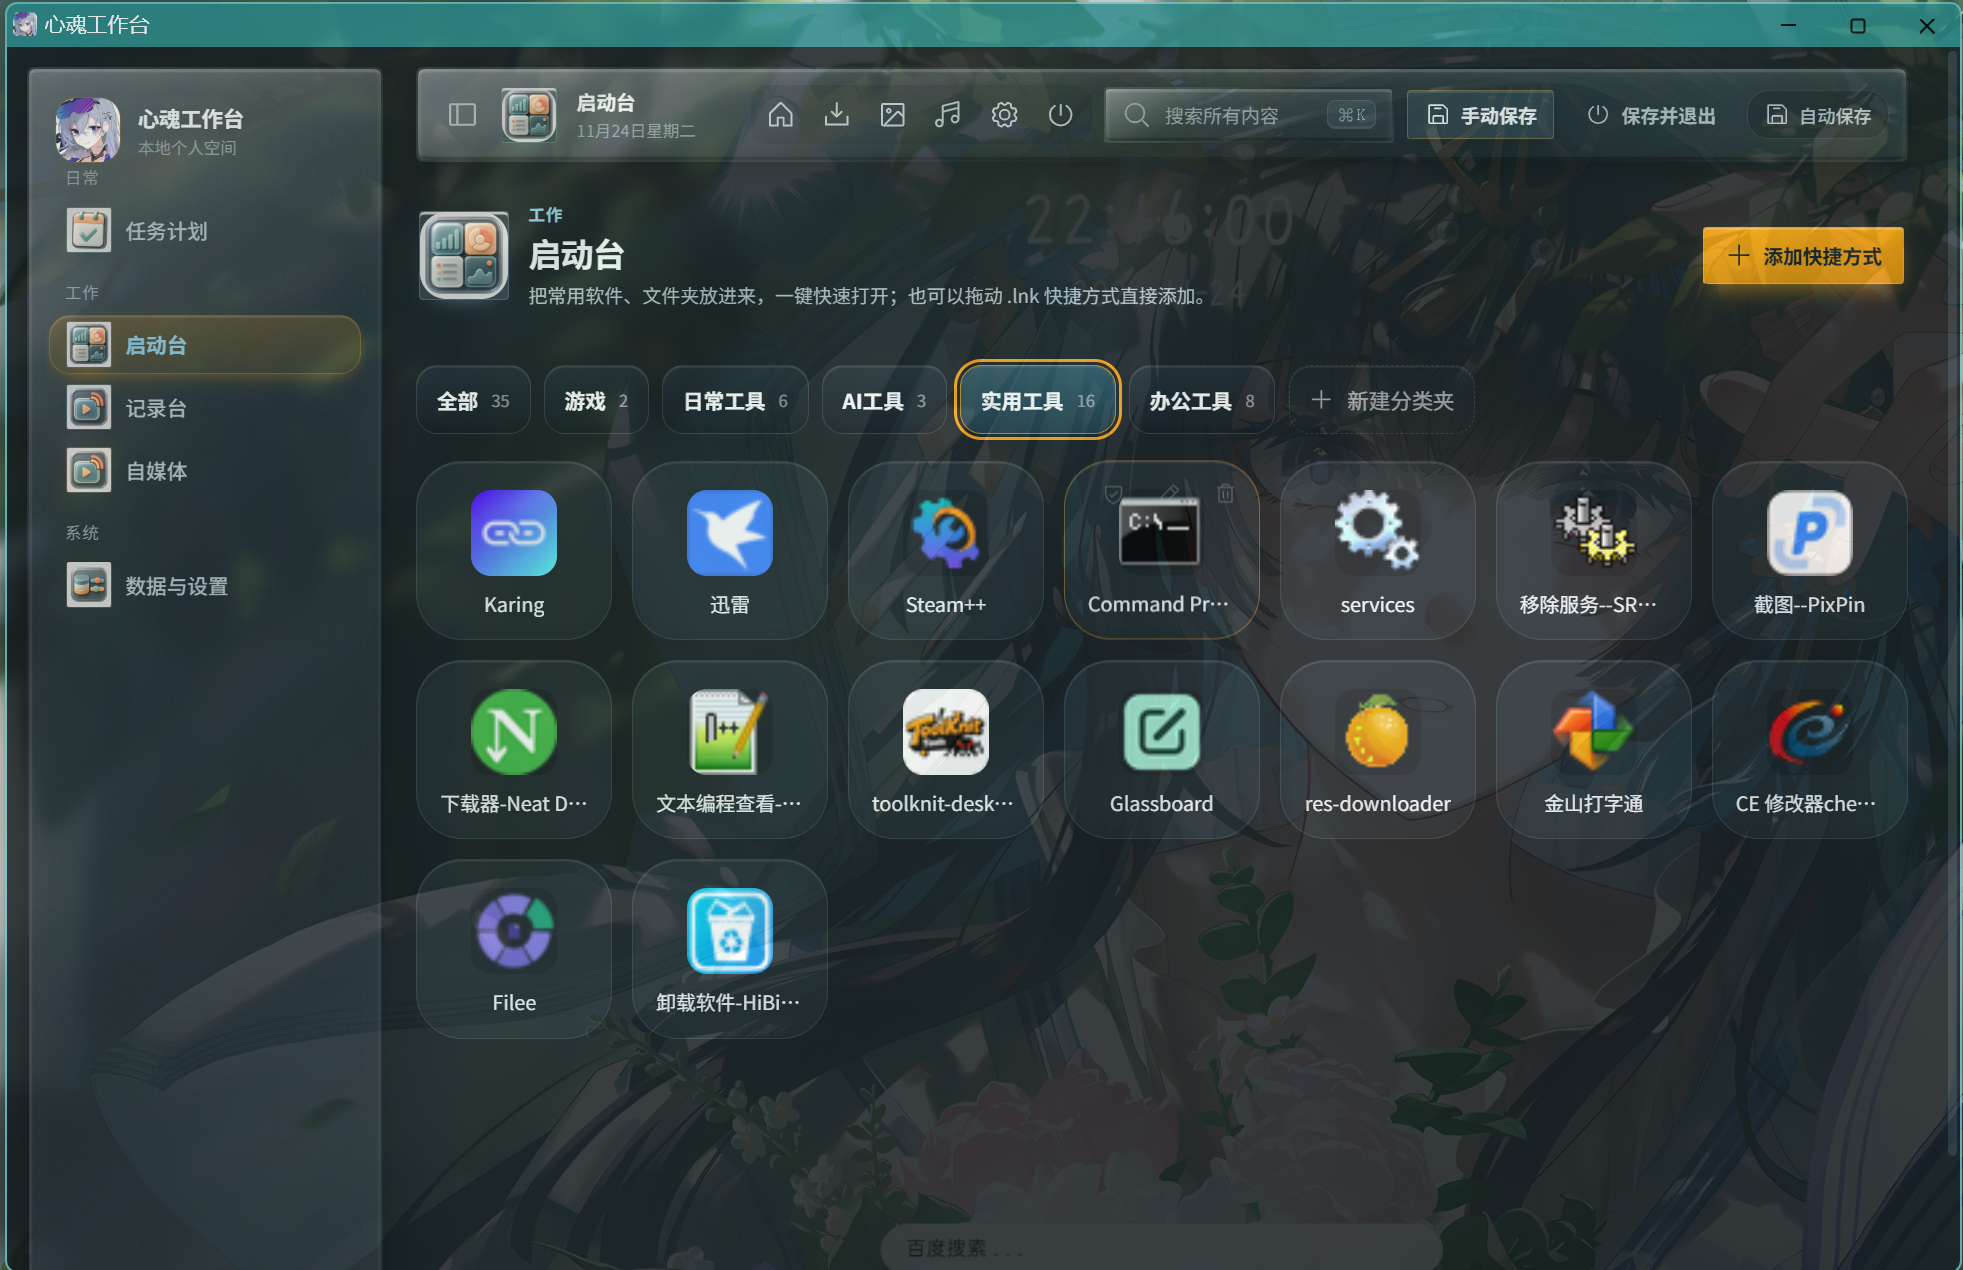 心魂工作台
心魂工作台
本地个人空间
日常
任务计划
工作
启动台
记录台
自媒体
系统
数据与设置
启动台
11月24日星期二
搜索所有内容
⌘K
手动保存
保存并退出
自动保存
工作
启动台
把常用软件、文件夹放进来，一键快速打开；也可以拖动 .lnk 快捷方式直接添加。
添加快捷方式
全部 35
游戏 2
日常工具 6
AI工具 3
实用工具 16
办公工具 8
新建分类夹
C:\
Karing
迅雷
Steam++
Command Pr…
services
移除服务--SR…
截图--PixPin
下载器-Neat D…
文本编程查看-…
toolknit-desk…
Glassboard
res-downloader
金山打字通
CE 修改器che…
Filee
卸载软件-HiBi…
百度搜索 . . .